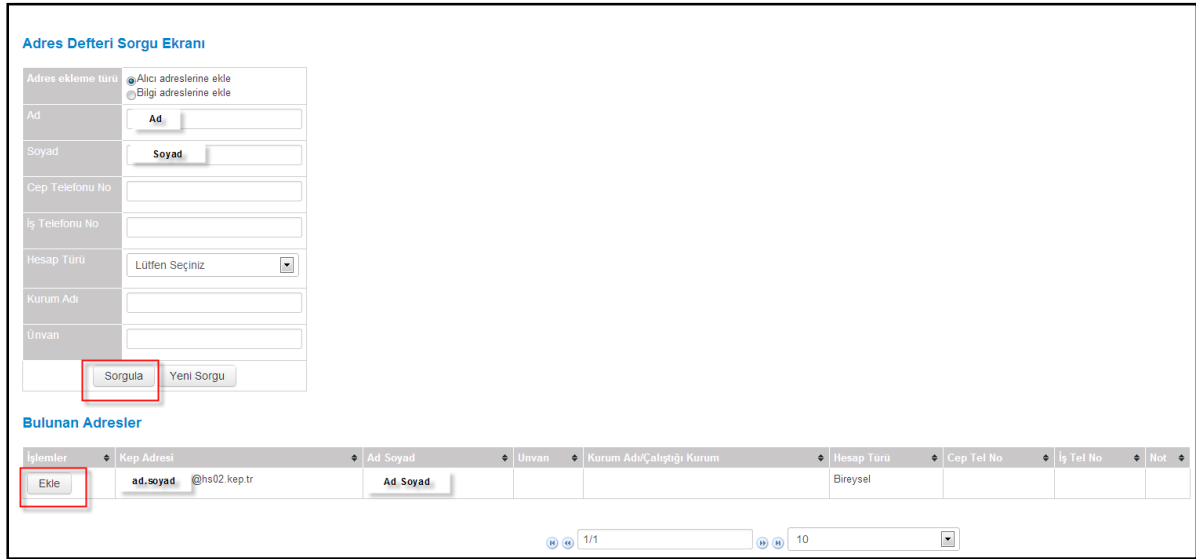 Adres Defteri Sorgu Ekranı
Adres ekleme türü
Alıcı adreslerine ekle
Bilgi adreslerine ekle
Ad Ad
Soyad Soyad
Cep Telefonu No
İş Telefonu No
Hesap Türü Lütfen Seçiniz
Kurum Adı
Ünvan
Sorgula Yeni Sorgu
Bulunan Adresler
İşlemler Kep Adresi Ad Soyad Unvan Kurum Adı/Çalıştığı Kurum Hesap Türü Cep Tel No İş Tel No Not
Ekle ad.soyad @hs02.kep.tr Ad Soyad Bireysel
1/1 10